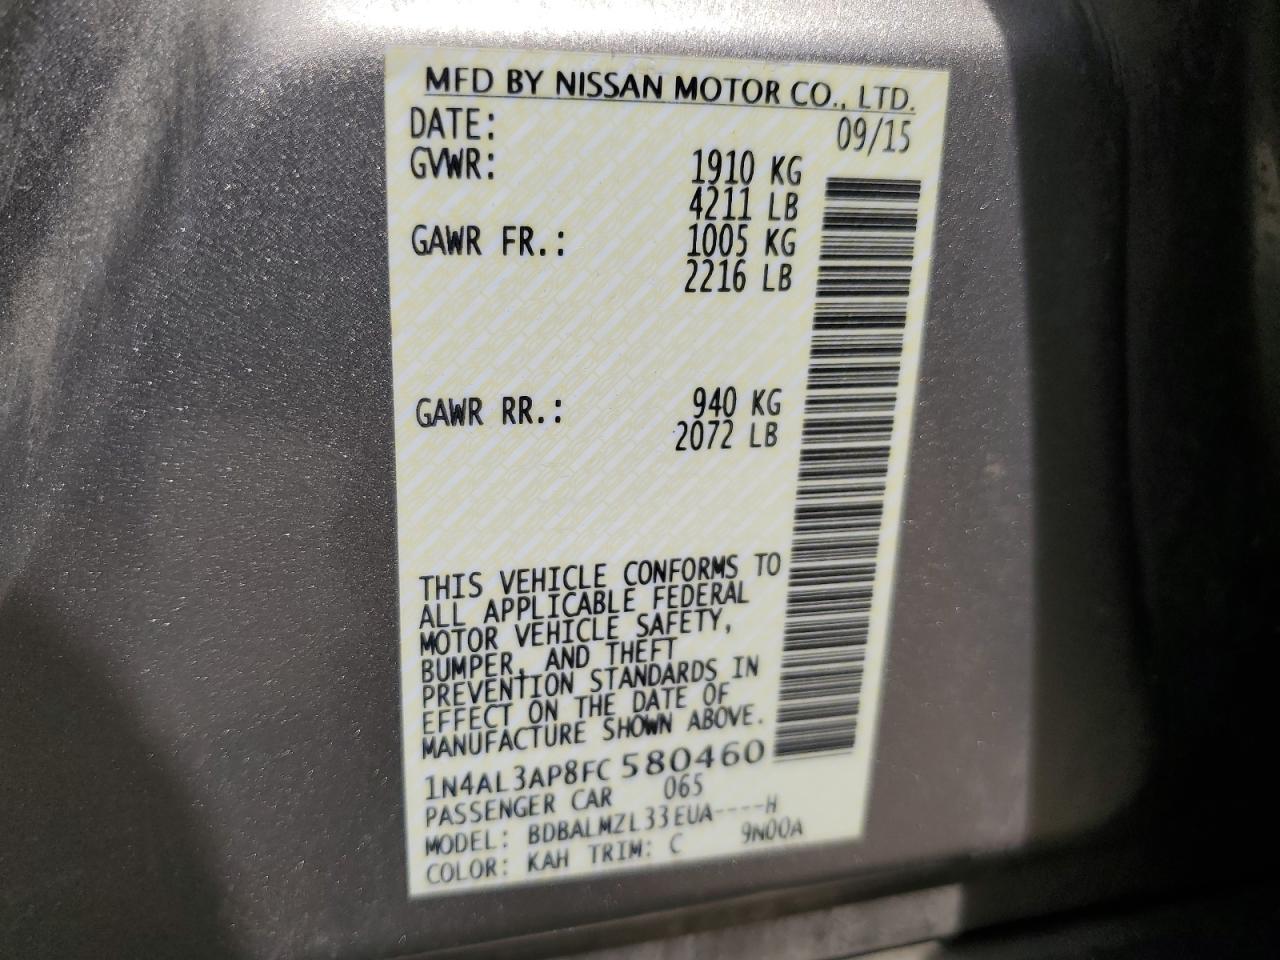 MFD BY NISSAN MOTOR CO., LTD.
DATE: 09/15
GVWR: 1910 KG
4211 LB
GAWR FR.: 1005 KG
2216 LB
GAWR RR.: 940 KG
2072 LB
THIS VEHICLE CONFORMS TO
ALL APPLICABLE FEDERAL
MOTOR VEHICLE SAFETY,
BUMPER, AND THEFT
PREVENTION STANDARDS IN
EFFECT ON THE DATE OF
MANUFACTURE SHOWN ABOVE.
1N4AL3AP8FC580460
PASSENGER CAR 065
MODEL: BDBALMZL33EUA----H
COLOR: KAH TRIM: C 9N00A